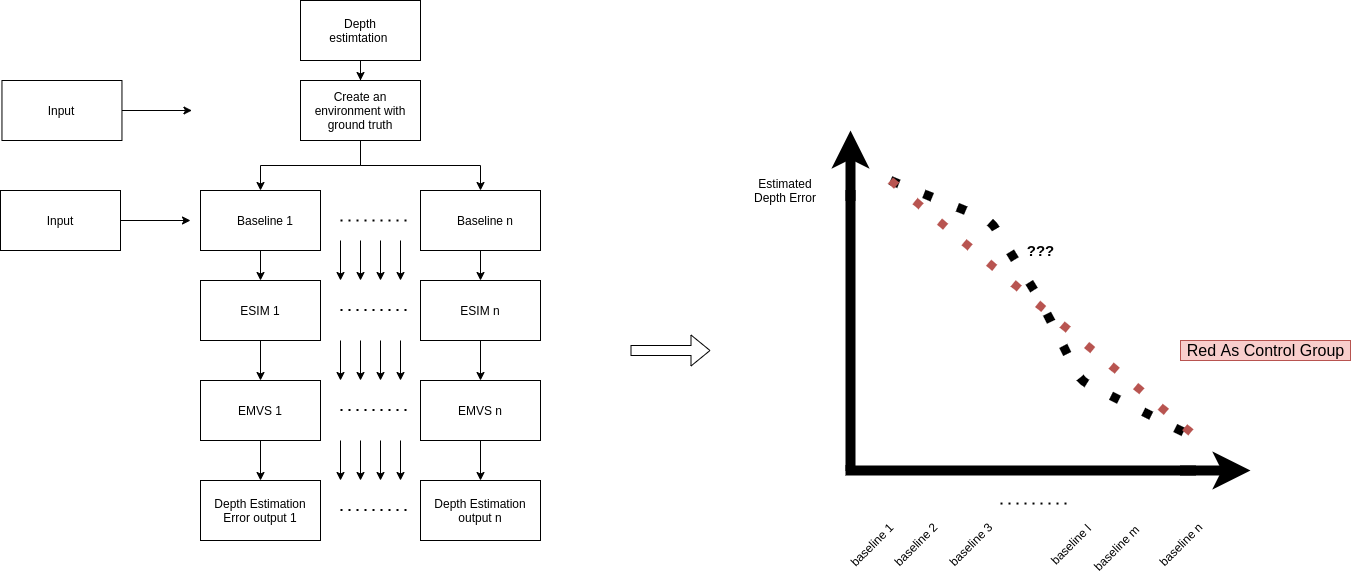 Depth
estimtation
Input
Create an
environment with
ground truth
Input
Baseline 1
.........
Baseline n
ESIM 1
.........
ESIM n
EMVS 1
.........
EMVS n
Depth Estimation
Error output 1
.........
Depth Estimation
output n
Estimated
Depth Error
???
Red As Control Group
.........
baseline 1
baseline 2
baseline 3
baseline l
baseline m
baseline n